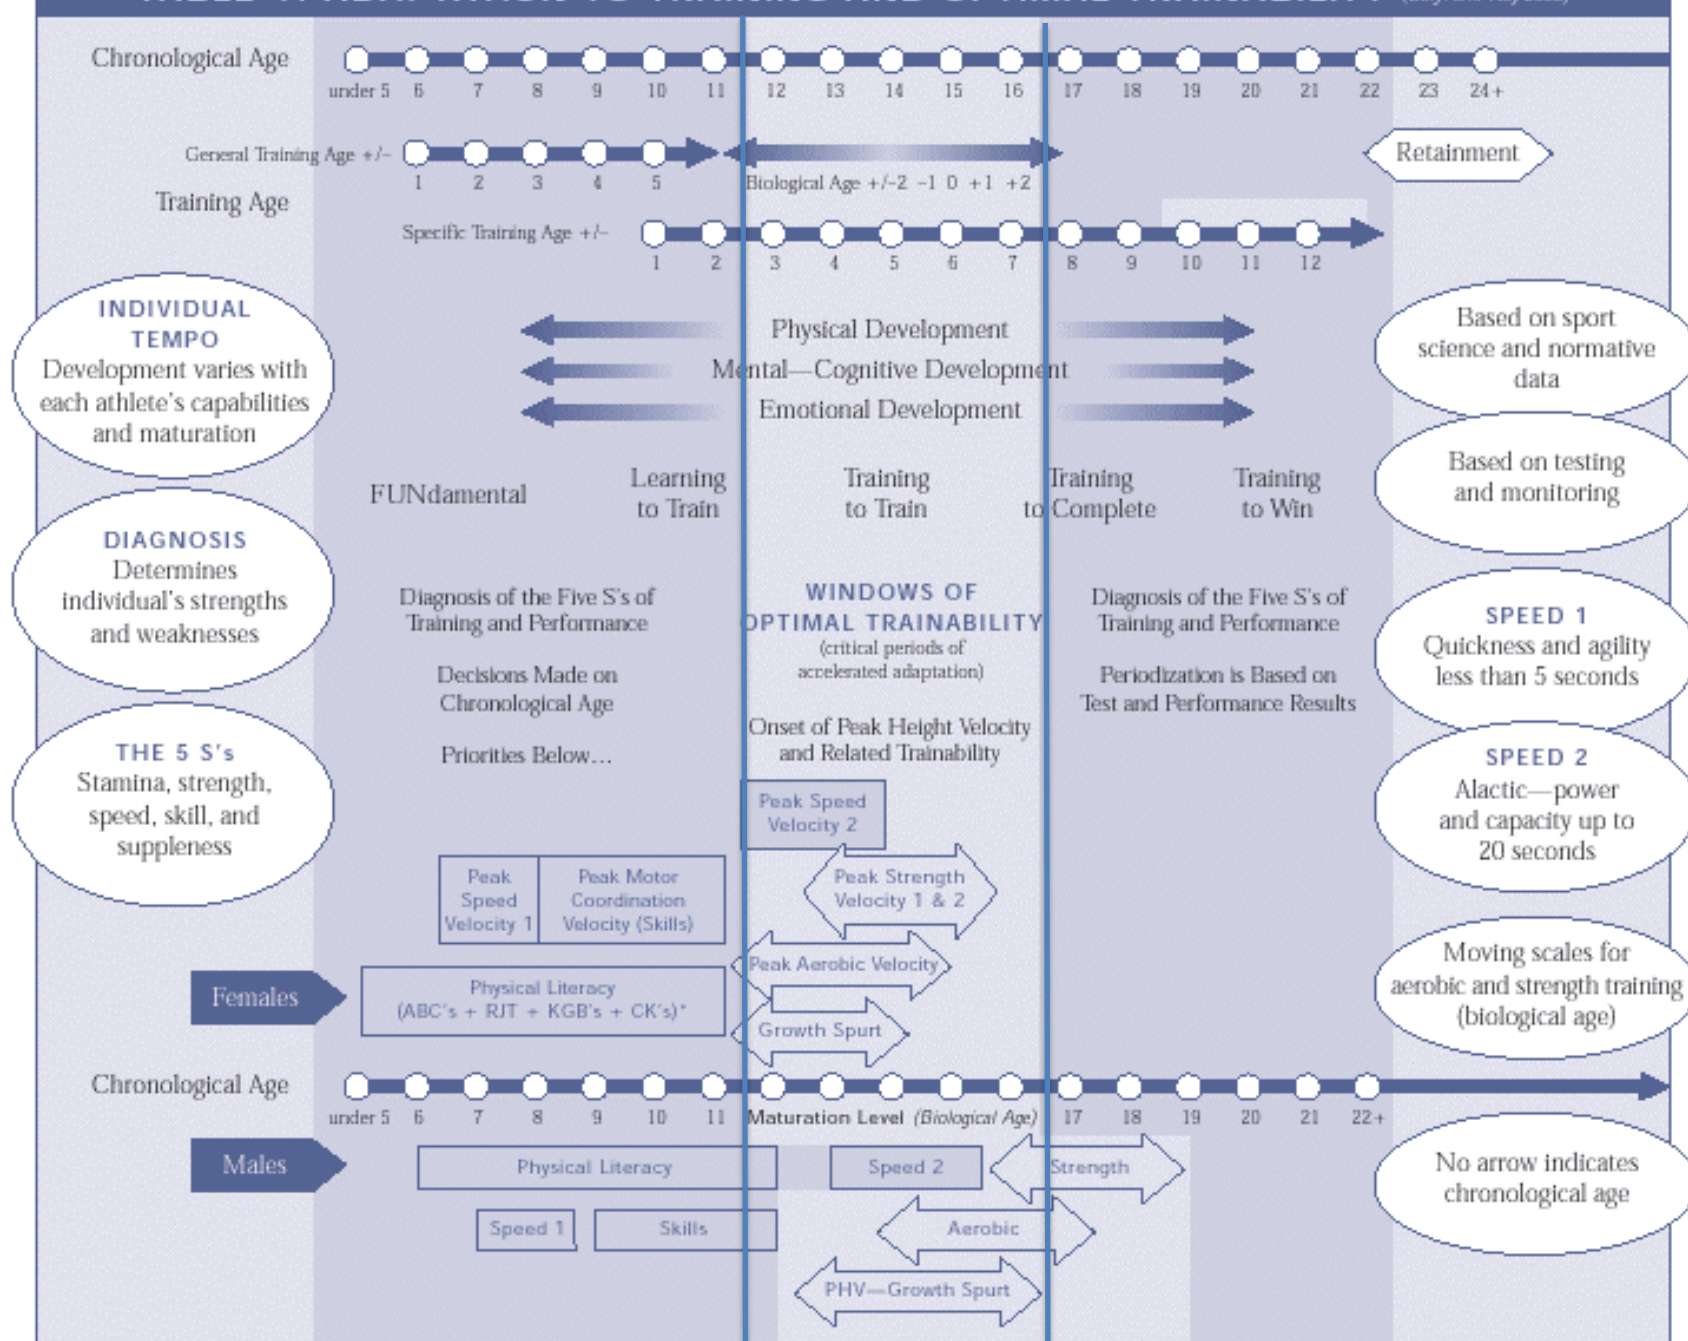 TABLE 1: ADAPTATION TO TRAINING AND OPTIMAL TRAINABILITY
Chronological Age
under 5 6 7 8 9 10 11 12 13 14 15 16 17 18 19 20 21 22 23 24+
General Training Age +/–
1 2 3 4 5
Biological Age +/–2 –1 0 +1 +2
Retainment
Training Age
Specific Training Age +/–
1 2 3 4 5 6 7 8 9 10 11 12
INDIVIDUAL
TEMPO
Development varies with
each athlete's capabilities
and maturation
Physical Development
Mental—Cognitive Development
Emotional Development
Based on sport
science and normative
data
FUNdamental
Learning
to Train
Training
to Train
Training
to Complete
Training
to Win
Based on testing
and monitoring
DIAGNOSIS
Determines
individual's strengths
and weaknesses
Diagnosis of the Five S's of
Training and Performance
Decisions Made on
Chronological Age
Priorities Below...
WINDOWS OF
OPTIMAL TRAINABILITY
(critical periods of
accelerated adaptation)
Onset of Peak Height Velocity
and Related Trainability
Diagnosis of the Five S's of
Training and Performance
Periodization is Based on
Test and Performance Results
SPEED 1
Quickness and agility
less than 5 seconds
THE 5 S's
Stamina, strength,
speed, skill, and
suppleness
SPEED 2
Alactic—power
and capacity up to
20 seconds
Peak Speed
Velocity 2
Peak
Speed
Velocity 1
Peak Motor
Coordination
Velocity (Skills)
Peak Strength
Velocity 1 & 2
Peak Aerobic Velocity
Females
Physical Literacy
(ABC's + RJT + KGB's + CK's)*
Growth Spurt
Moving scales for
aerobic and strength training
(biological age)
Chronological Age
under 5 6 7 8 9 10 11 Maturation Level (Biological Age) 17 18 19 20 21 22+
Males
Physical Literacy
Speed 2
Strength
Speed 1
Skills
Aerobic
PHV—Growth Spurt
No arrow indicates
chronological age